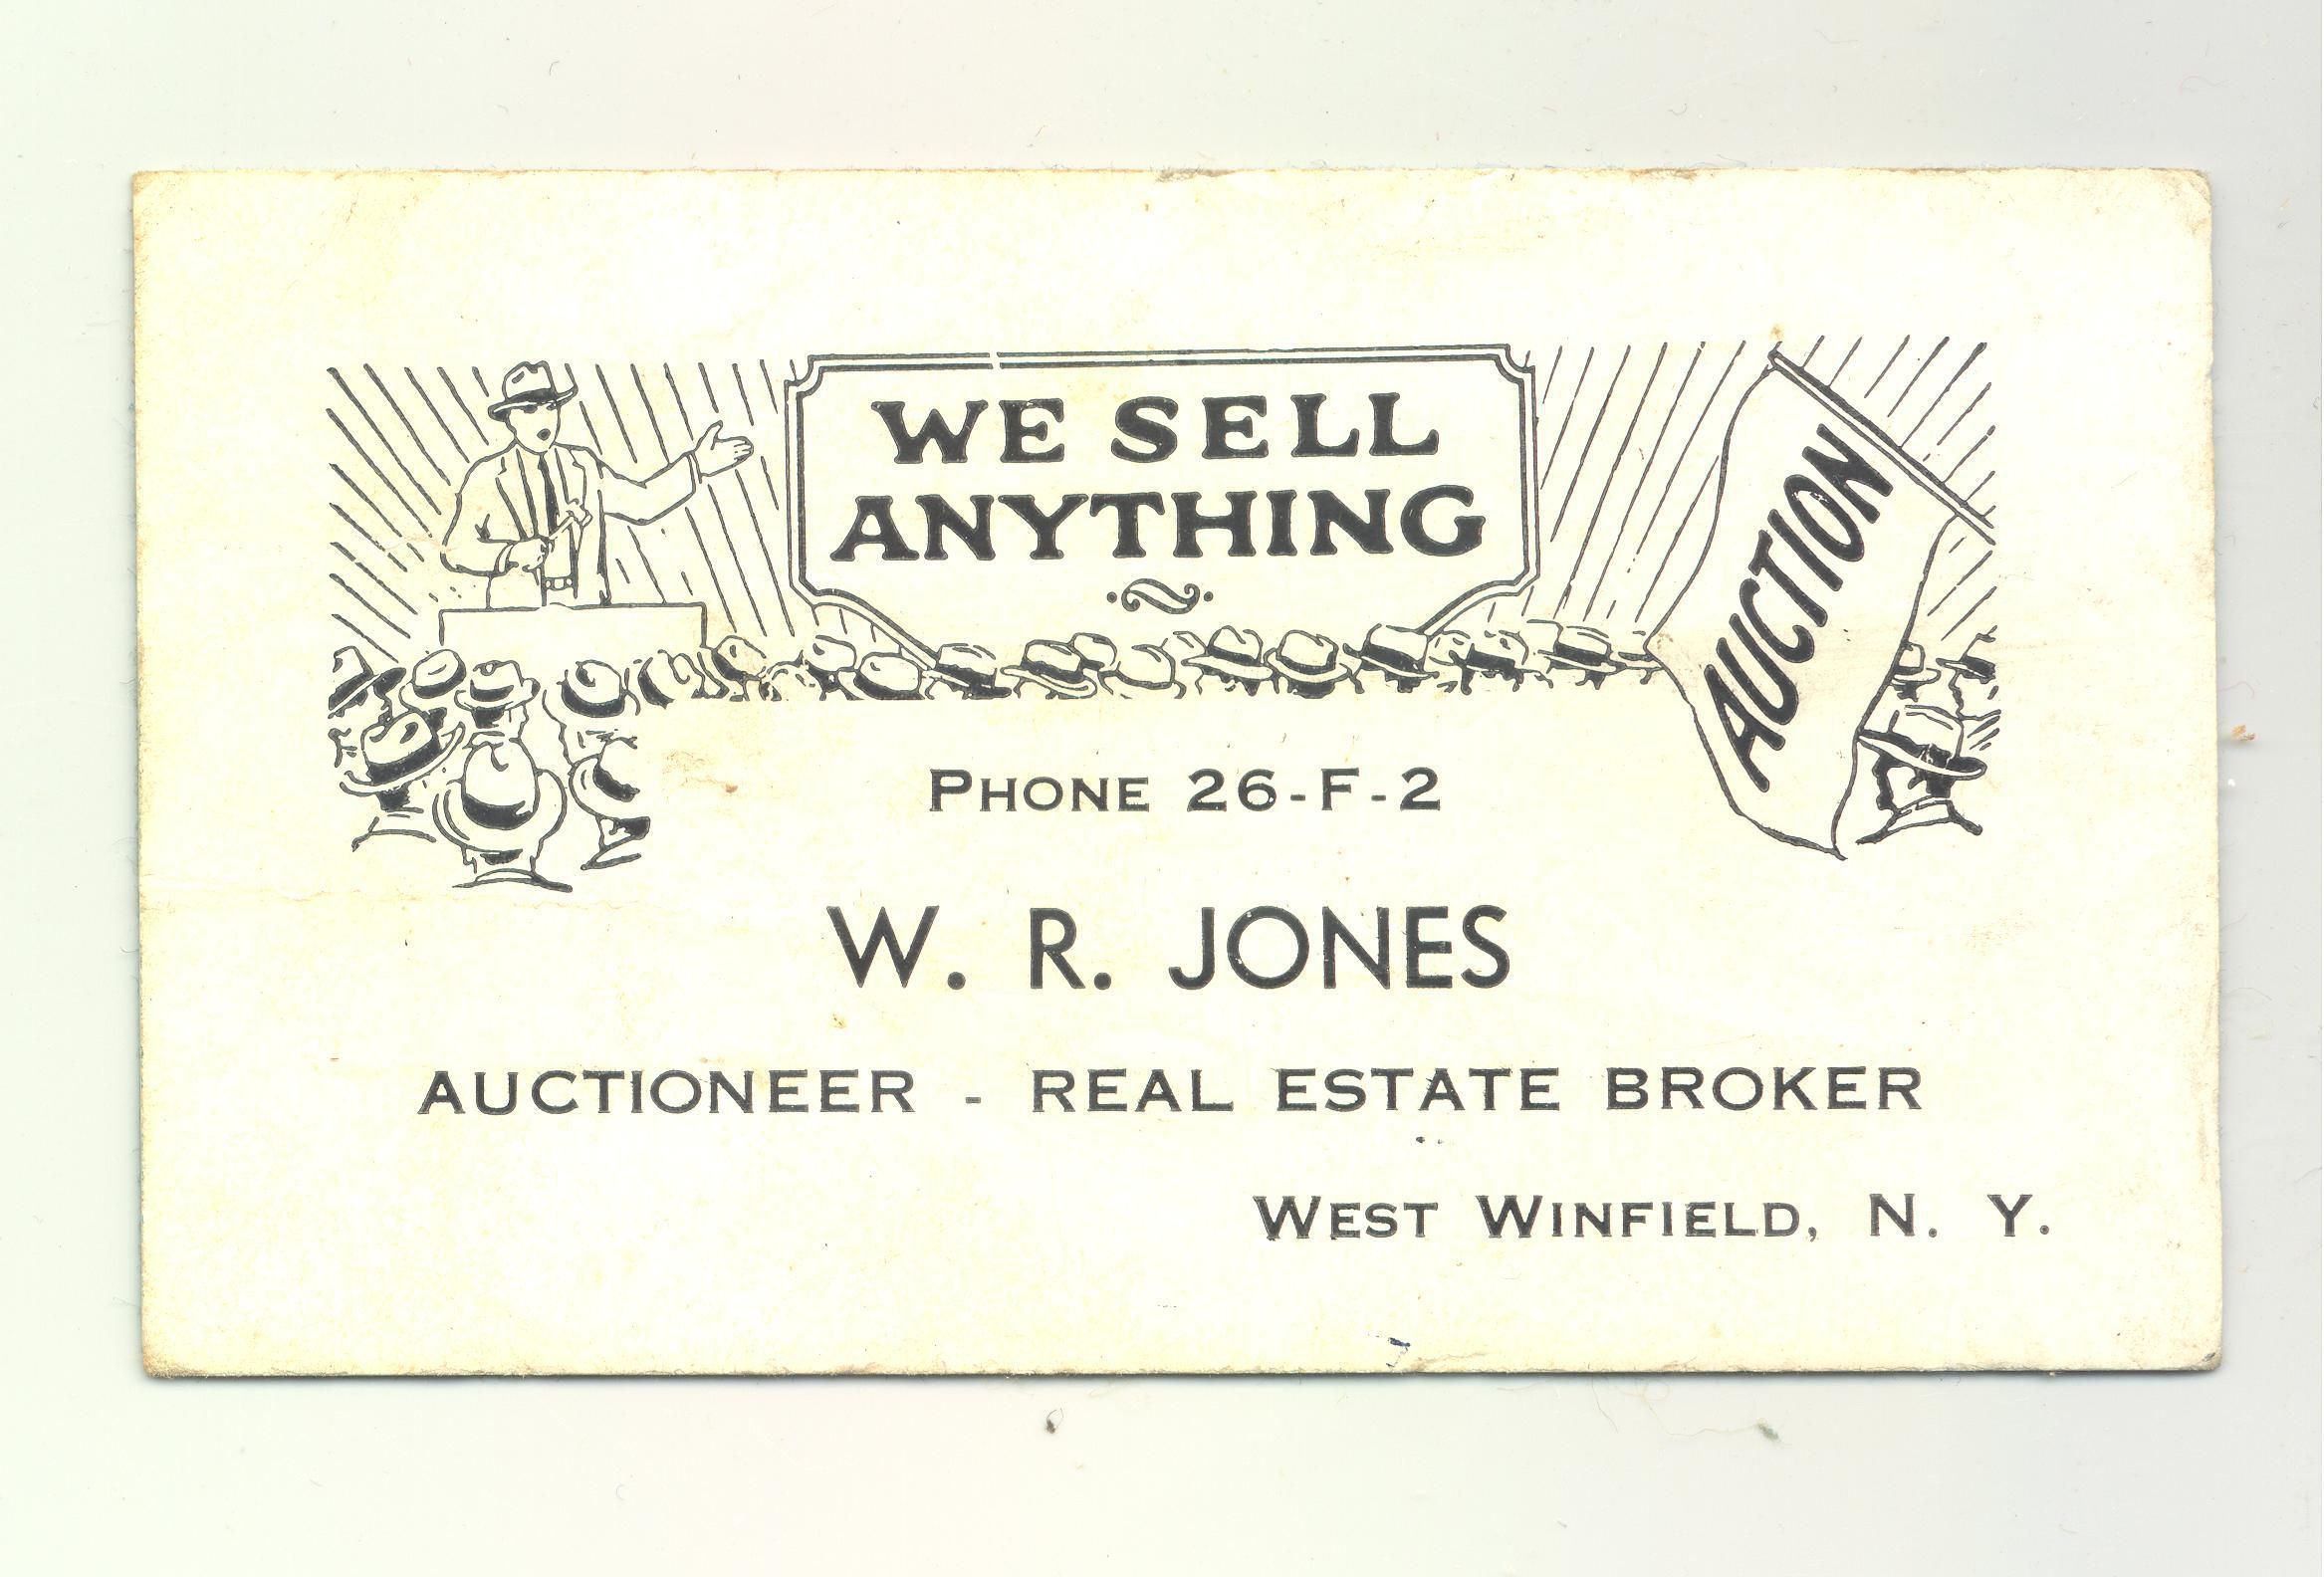 WE SELL
ANYTHING
AUCTION
PHONE 26-F-2
W. R. JONES
AUCTIONEER - REAL ESTATE BROKER
WEST WINFIELD, N. Y.